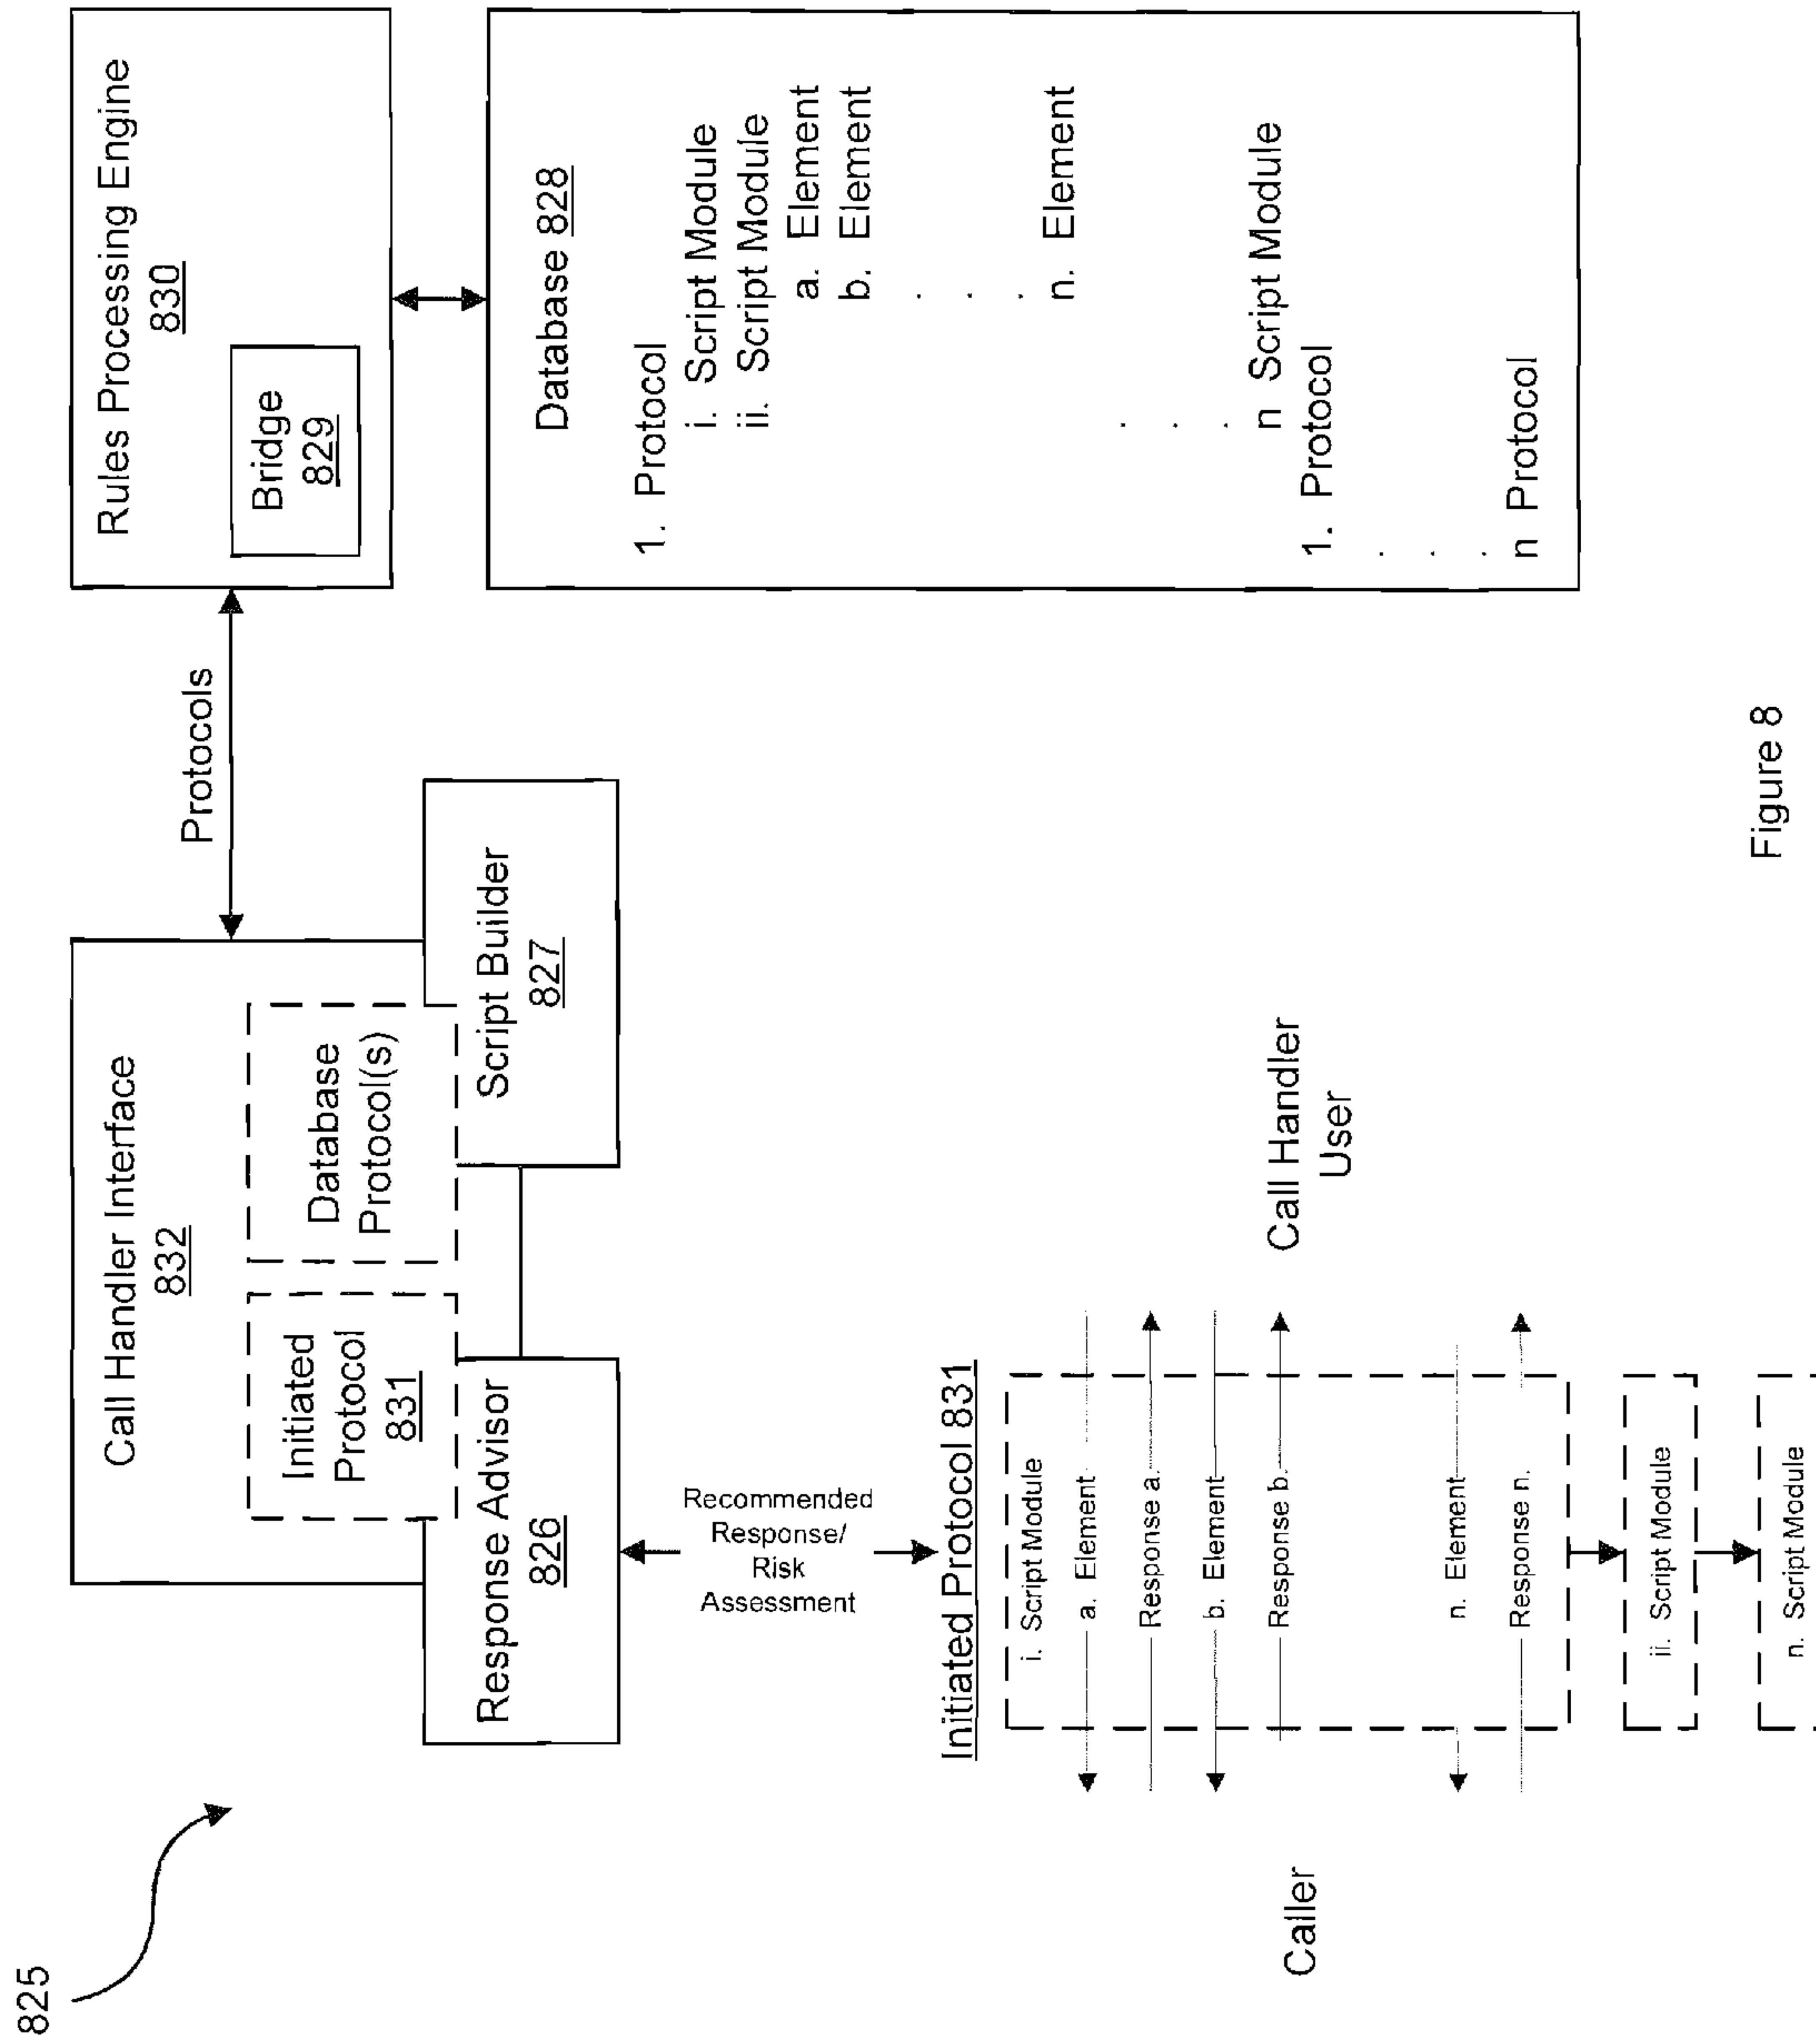 825
Call Handler Interface
832
Initiated
Protocol
831
Database
Protocol(s)
Response Advisor
826
Script Builder
827
Protocols
Rules Processing Engine
830
Bridge
829
Database 828
1. Protocol
i. Script Module
ii. Script Module
a. Element
b. Element
.
.
.
n. Element
.
.
.
n Script Module
1. Protocol
.
.
.
n Protocol
Recommended
Response/
Risk
Assessment
Initiated Protocol 831
i. Script Module
a. Element
Response a.
b. Element
Response b.
n. Element
Response n.
ii. Script Module
n. Script Module
Caller
Call Handler
User
Figure 8